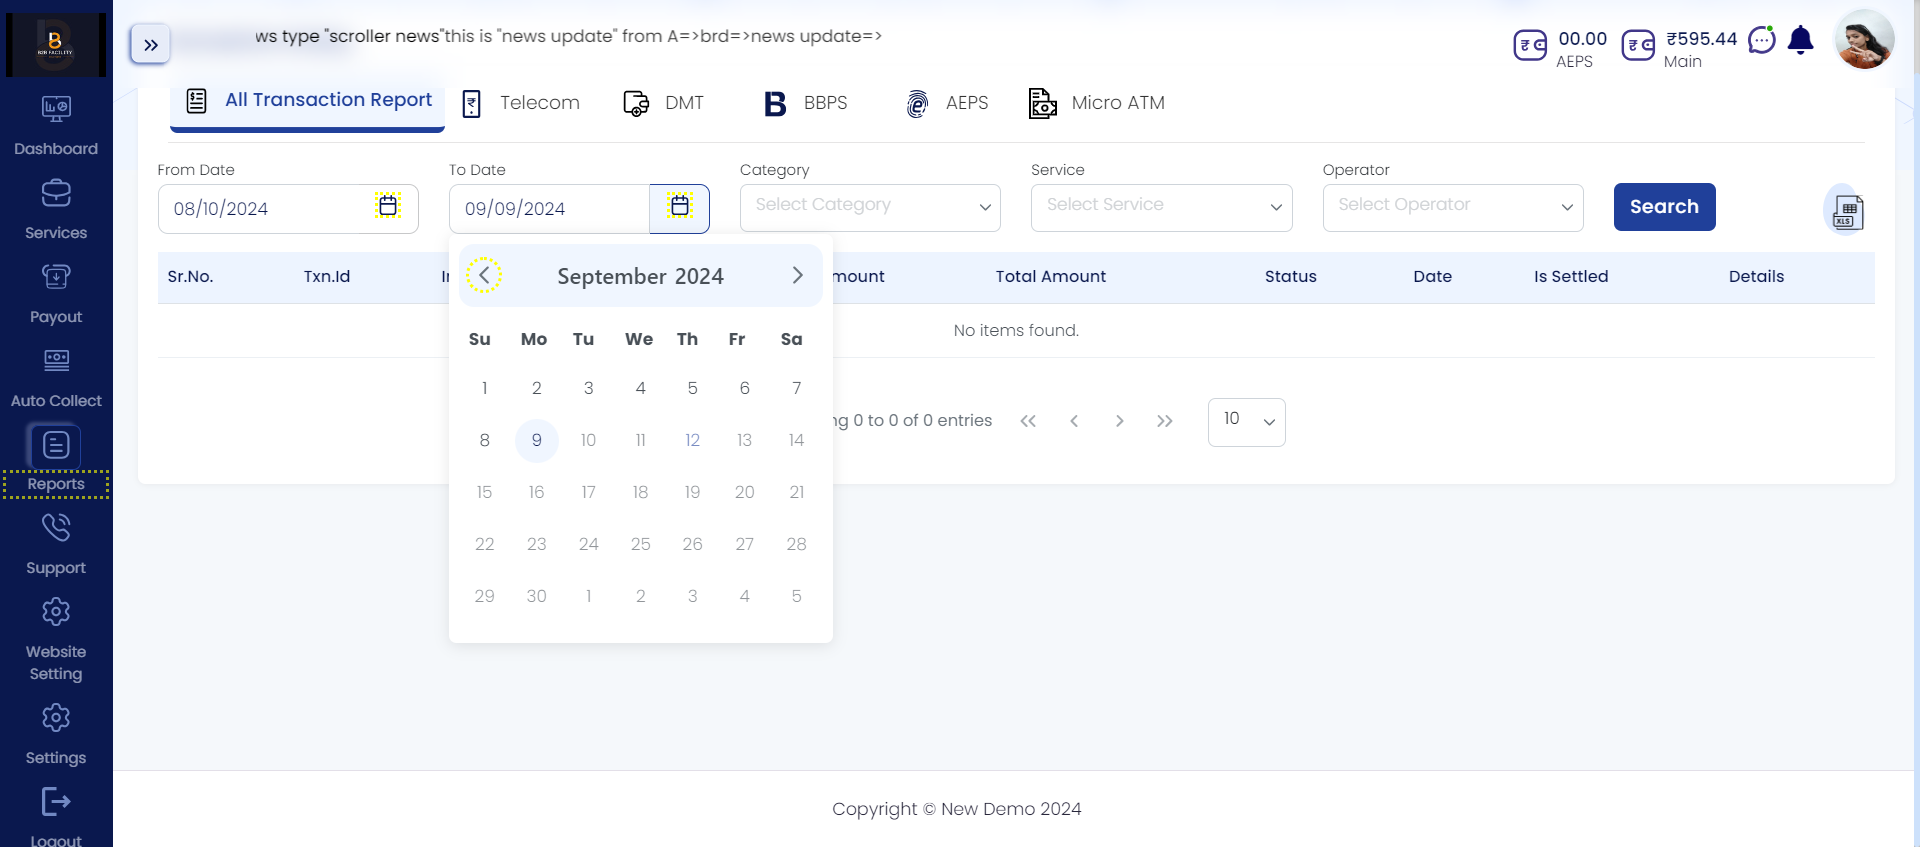 B2B FACILITY
ws type "scroller news"this is "news update" from A=>brd=>news update=>
₹ 00.00
AEPS
₹ ₹595.44
Main
All Transaction Report
₹ Telecom
DMT
B BBPS
AEPS
Micro ATM
Dashboard
Services
Payout
Auto Collect
Reports
Support
Website
Setting
Settings
Logout
From Date
To Date
Category
Service
Operator
08/10/2024
09/09/2024
Select Category
Select Service
Select Operator
Search
XLS
Sr.No.
Txn.Id
mount
Total Amount
Status
Date
Is Settled
Details
No items found.
September 2024
Su Mo Tu We Th Fr Sa
1 2 3 4 5 6 7
8 9 10 11 12 13 14
15 16 17 18 19 20 21
22 23 24 25 26 27 28
29 30 1 2 3 4 5
ng 0 to 0 of 0 entries
10
Copyright © New Demo 2024